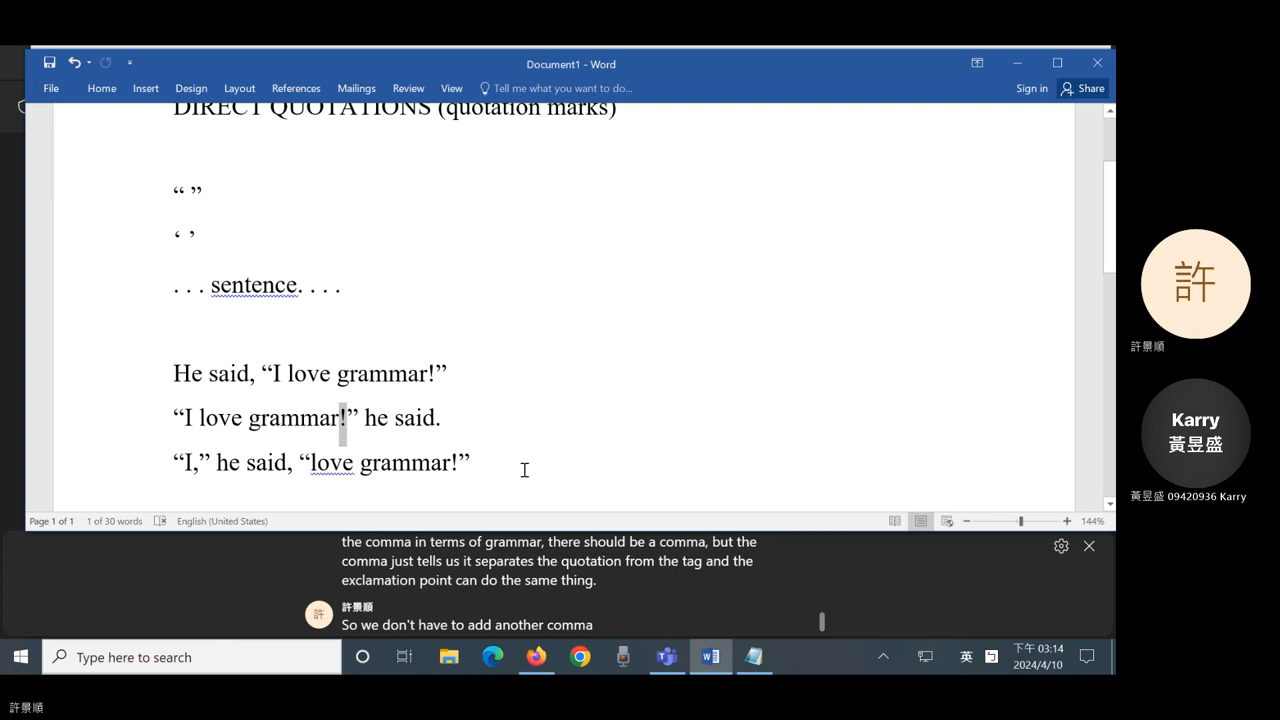 Document1 - Word
File Home Insert Design Layout References Mailings Review View Tell me what you want to do... Sign in Share
DIRECT QUOTATIONS (quotation marks)
“ ”
‘ ’
. . . sentence. . . .
He said, “I love grammar!”
“I love grammar!” he said.
“I,” he said, “love grammar!”
許
許景順
Karry
黃昱盛
黃昱盛 09420936 Karry
Page 1 of 1 1 of 30 words English (United States) 144%
the comma in terms of grammar, there should be a comma, but the
comma just tells us it separates the quotation from the tag and the
exclamation point can do the same thing.
許 許景順
So we don't have to add another comma
Type here to search
英
下午 03:14
2024/4/10
許景順